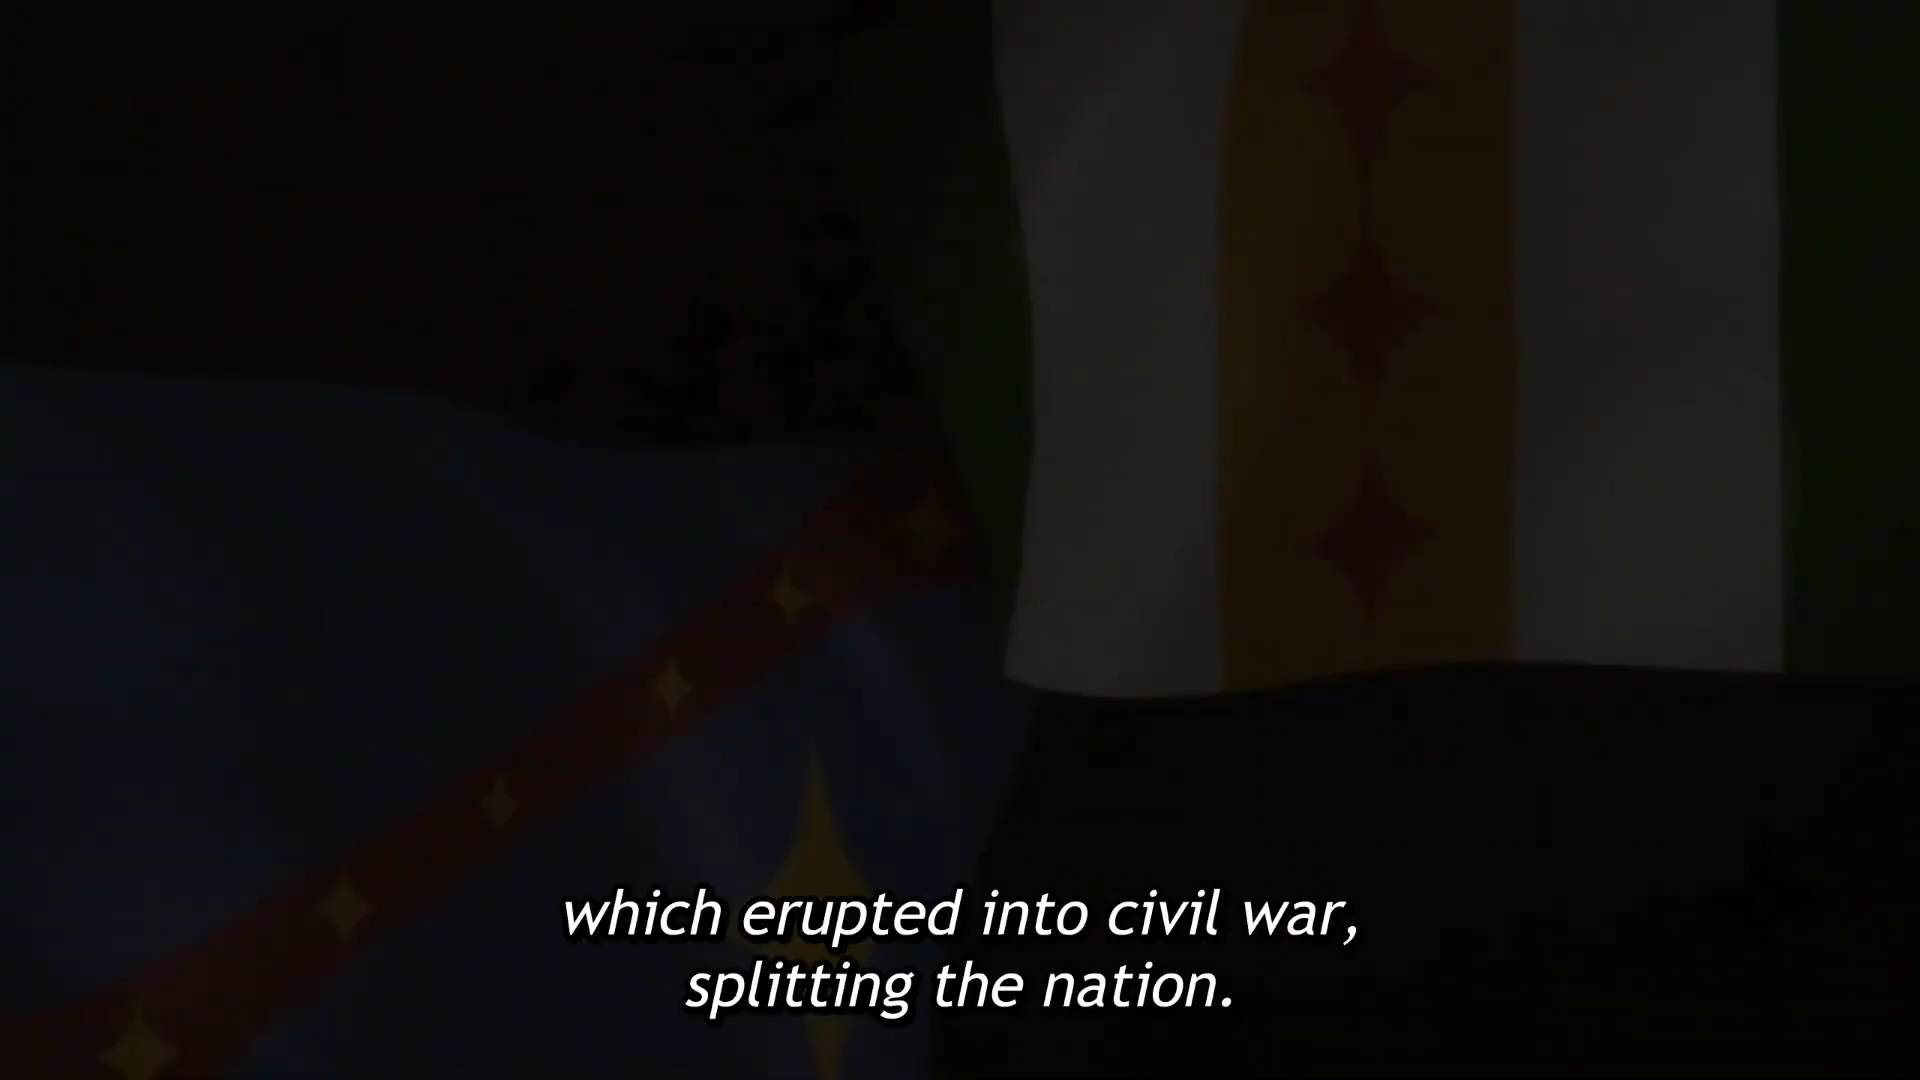 which erupted into civil war,
splitting the nation.